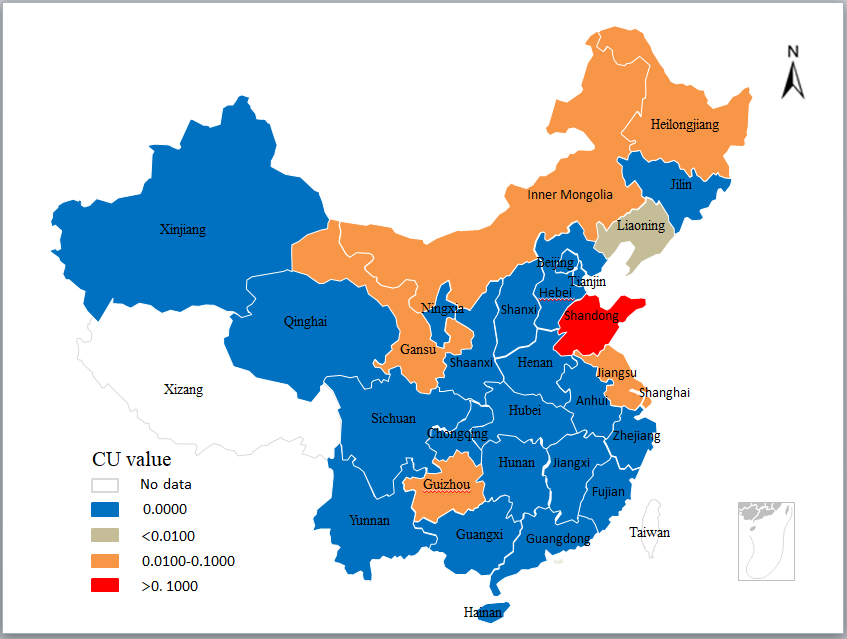 N
Heilongjiang
Inner Mongolia
Jilin
Liaoning
Xinjiang
Beijing
Tianjin
Hebei
Ningxia
Shanxi
Shandong
Qinghai
Gansu
Shaanxi
Henan
Jiangsu
Xizang
Shanghai
Anhui
Hubei
Sichuan
Chongqing
Zhejiang
CU value
Hunan
Jiangxi
No data
Guizhou
Fujian
0.0000
Yunnan
Guangxi
Guangdong
Taiwan
<0.0100
0.0100-0.1000
>0. 1000
Hainan